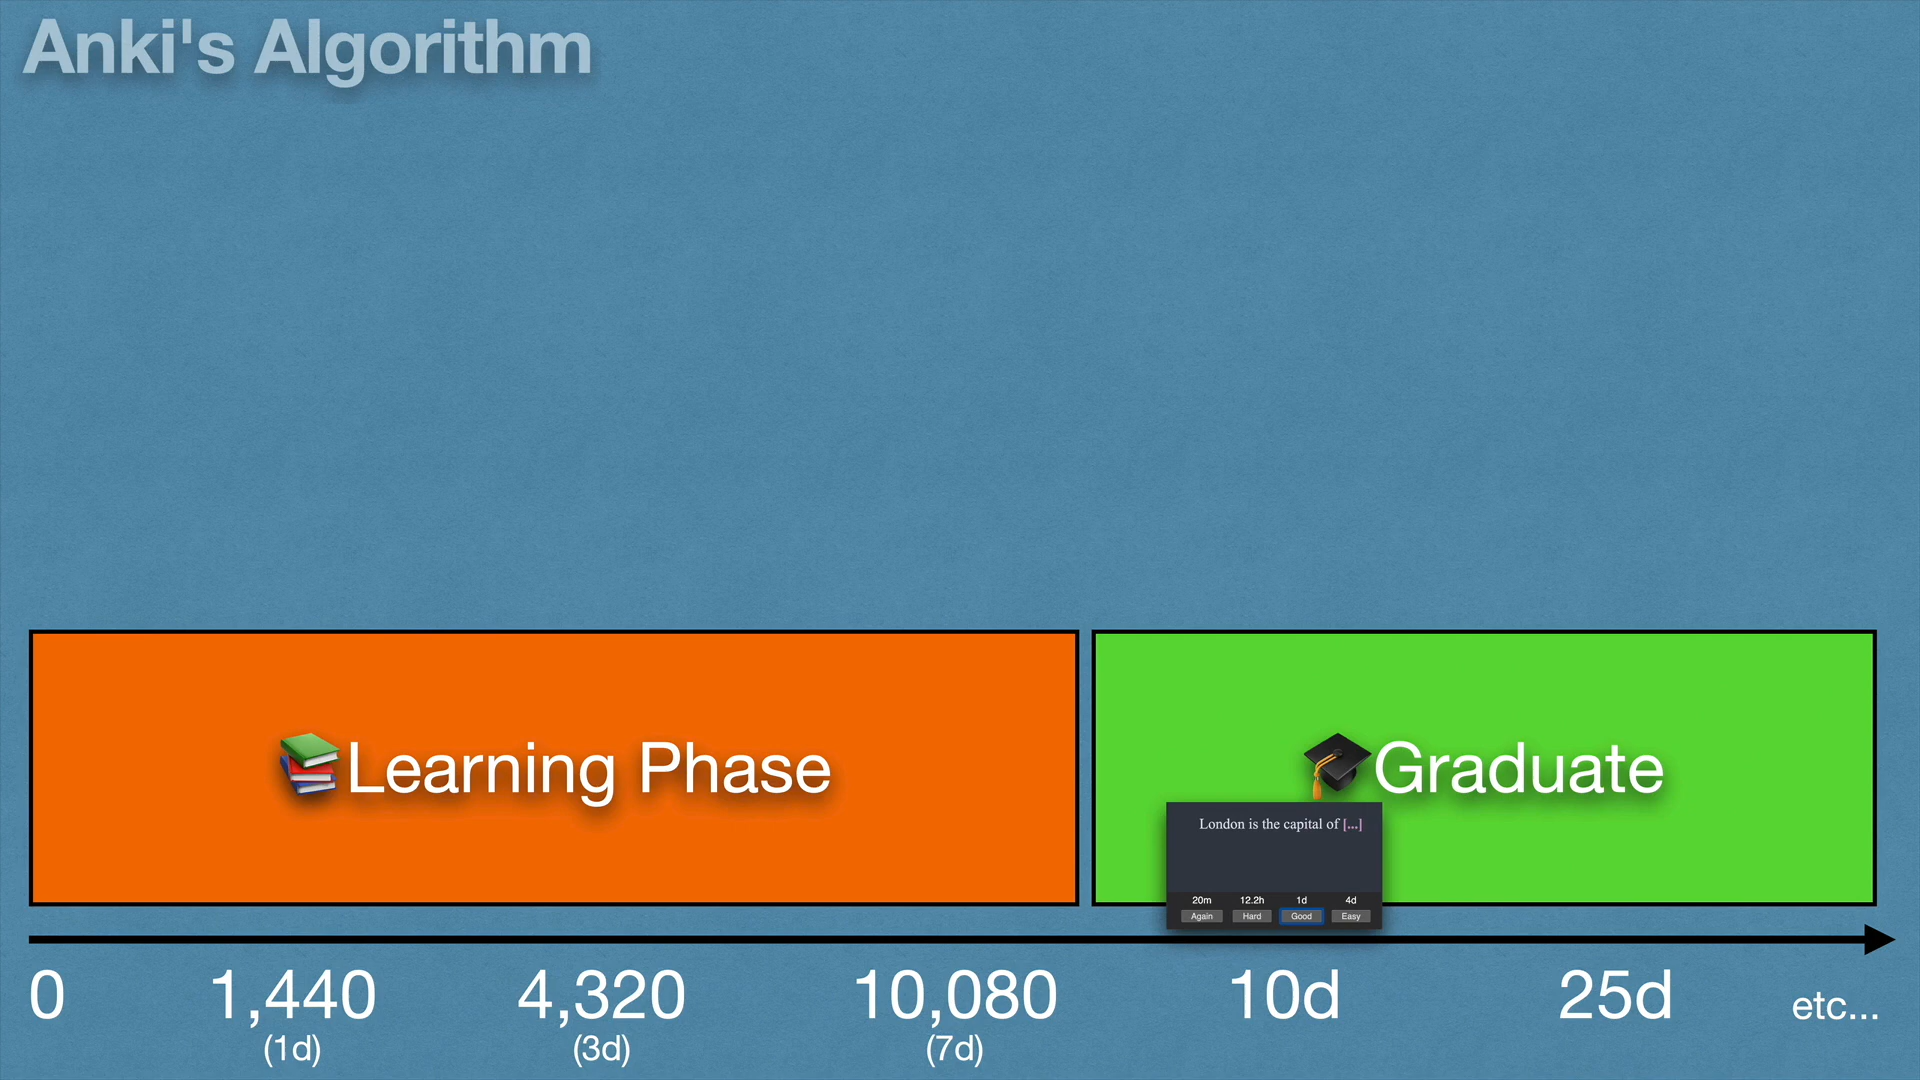 Anki's Algorithm
📚Learning Phase
🎓Graduate
London is the capital of [...]
20m 12.2h 1d 4d
Again Hard Good Easy
0 1,440 4,320 10,080 10d 25d etc...
(1d) (3d) (7d)